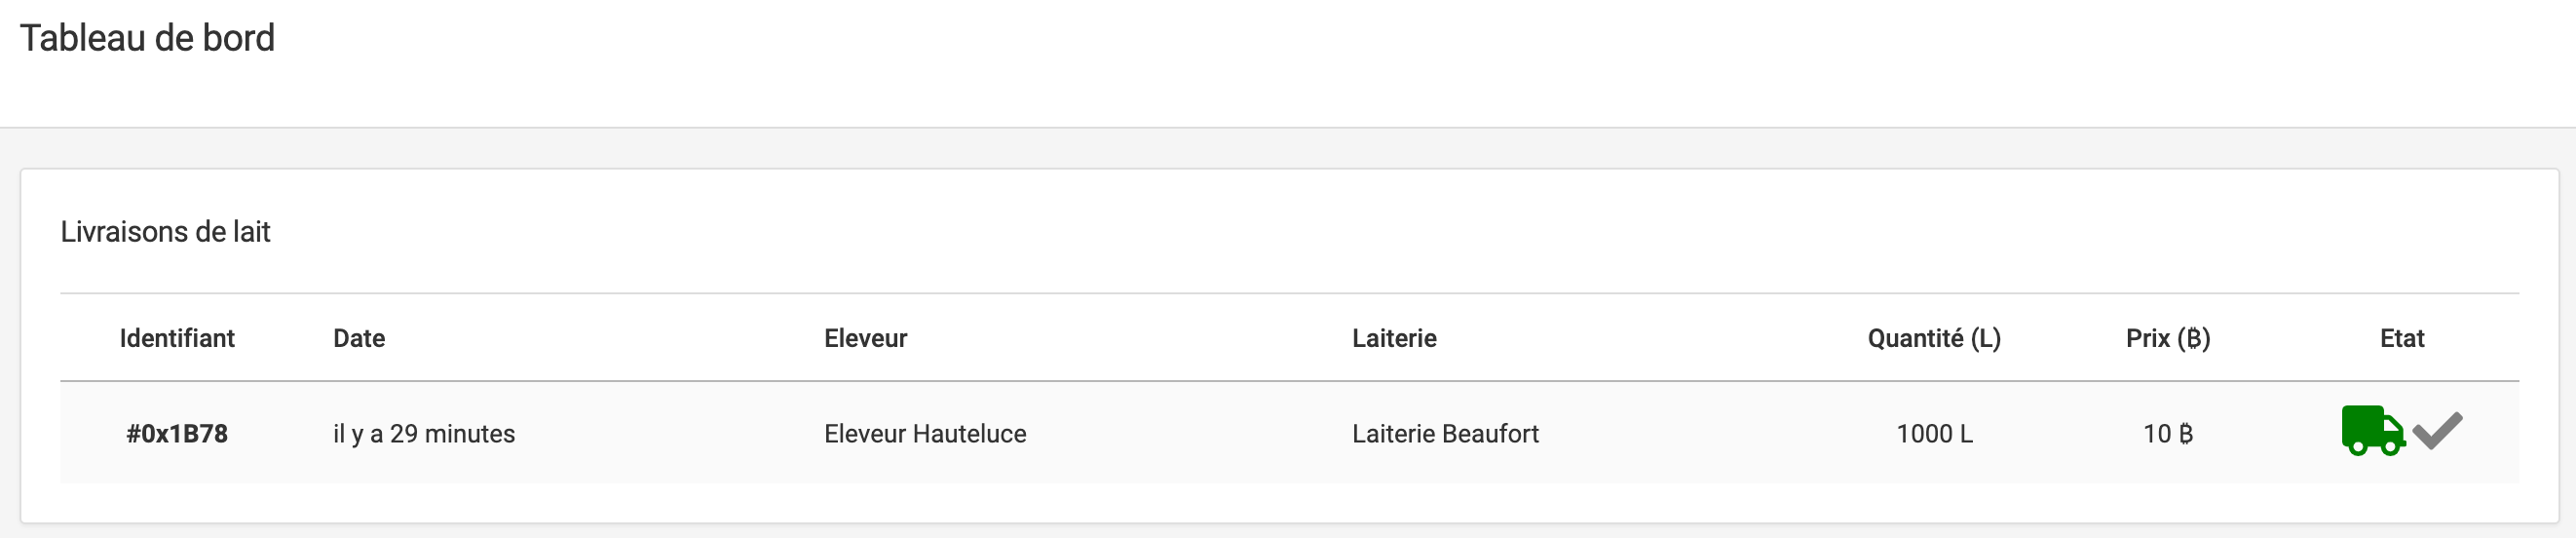 Tableau de bord
Livraisons de lait
Identifiant Date Eleveur Laiterie Quantité (L) Prix (₿) Etat
#0x1B78 il y a 29 minutes Eleveur Hauteluce Laiterie Beaufort 1000 L 10 ₿